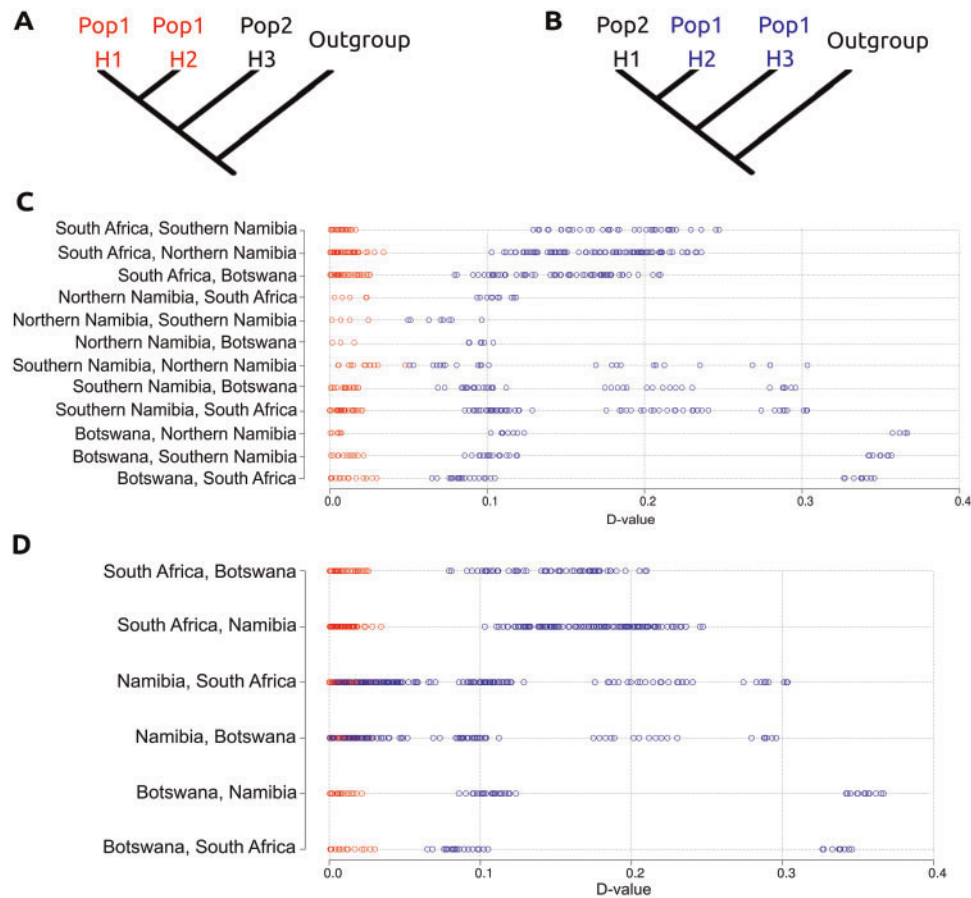 A
Pop1 Pop1 Pop2 Outgroup
H1 H2 H3
B
Pop2 Pop1 Pop1 Outgroup
H1 H2 H3
C
South Africa, Southern Namibia
South Africa, Northern Namibia
South Africa, Botswana
Northern Namibia, South Africa
Northern Namibia, Southern Namibia
Northern Namibia, Botswana
Southern Namibia, Northern Namibia
Southern Namibia, Botswana
Southern Namibia, South Africa
Botswana, Northern Namibia
Botswana, Southern Namibia
Botswana, South Africa
0.0 0.1 0.2 0.3 0.4
D-value
D
South Africa, Botswana
South Africa, Namibia
Namibia, South Africa
Namibia, Botswana
Botswana, Namibia
Botswana, South Africa
0.0 0.1 0.2 0.3 0.4
D-value